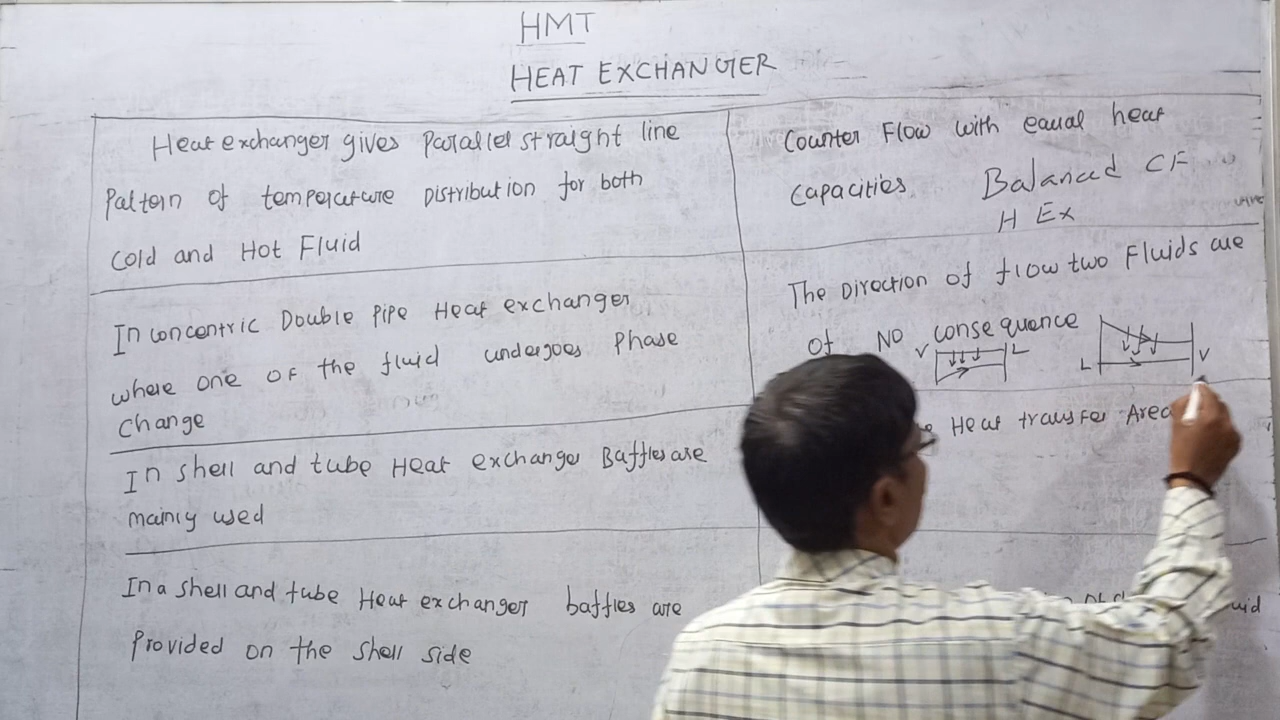 HMT
HEAT EXCHANGER
Heat exchanger gives Parallel straight line
Pattern of temperature Distribution for both
Cold and Hot Fluid
Counter Flow with equal heat
capacities Balanced CF
H Ex
In concentric Double Pipe Heat exchanger
where one of the fluid undergoes Phase
Change
The Direction of flow two Fluids are
of NO consequence
V L L V
In shell and tube Heat exchanger Baffles are
mainly used
Heat transfer Area
In a shell and tube Heat exchanger baffles are
Provided on the shell side